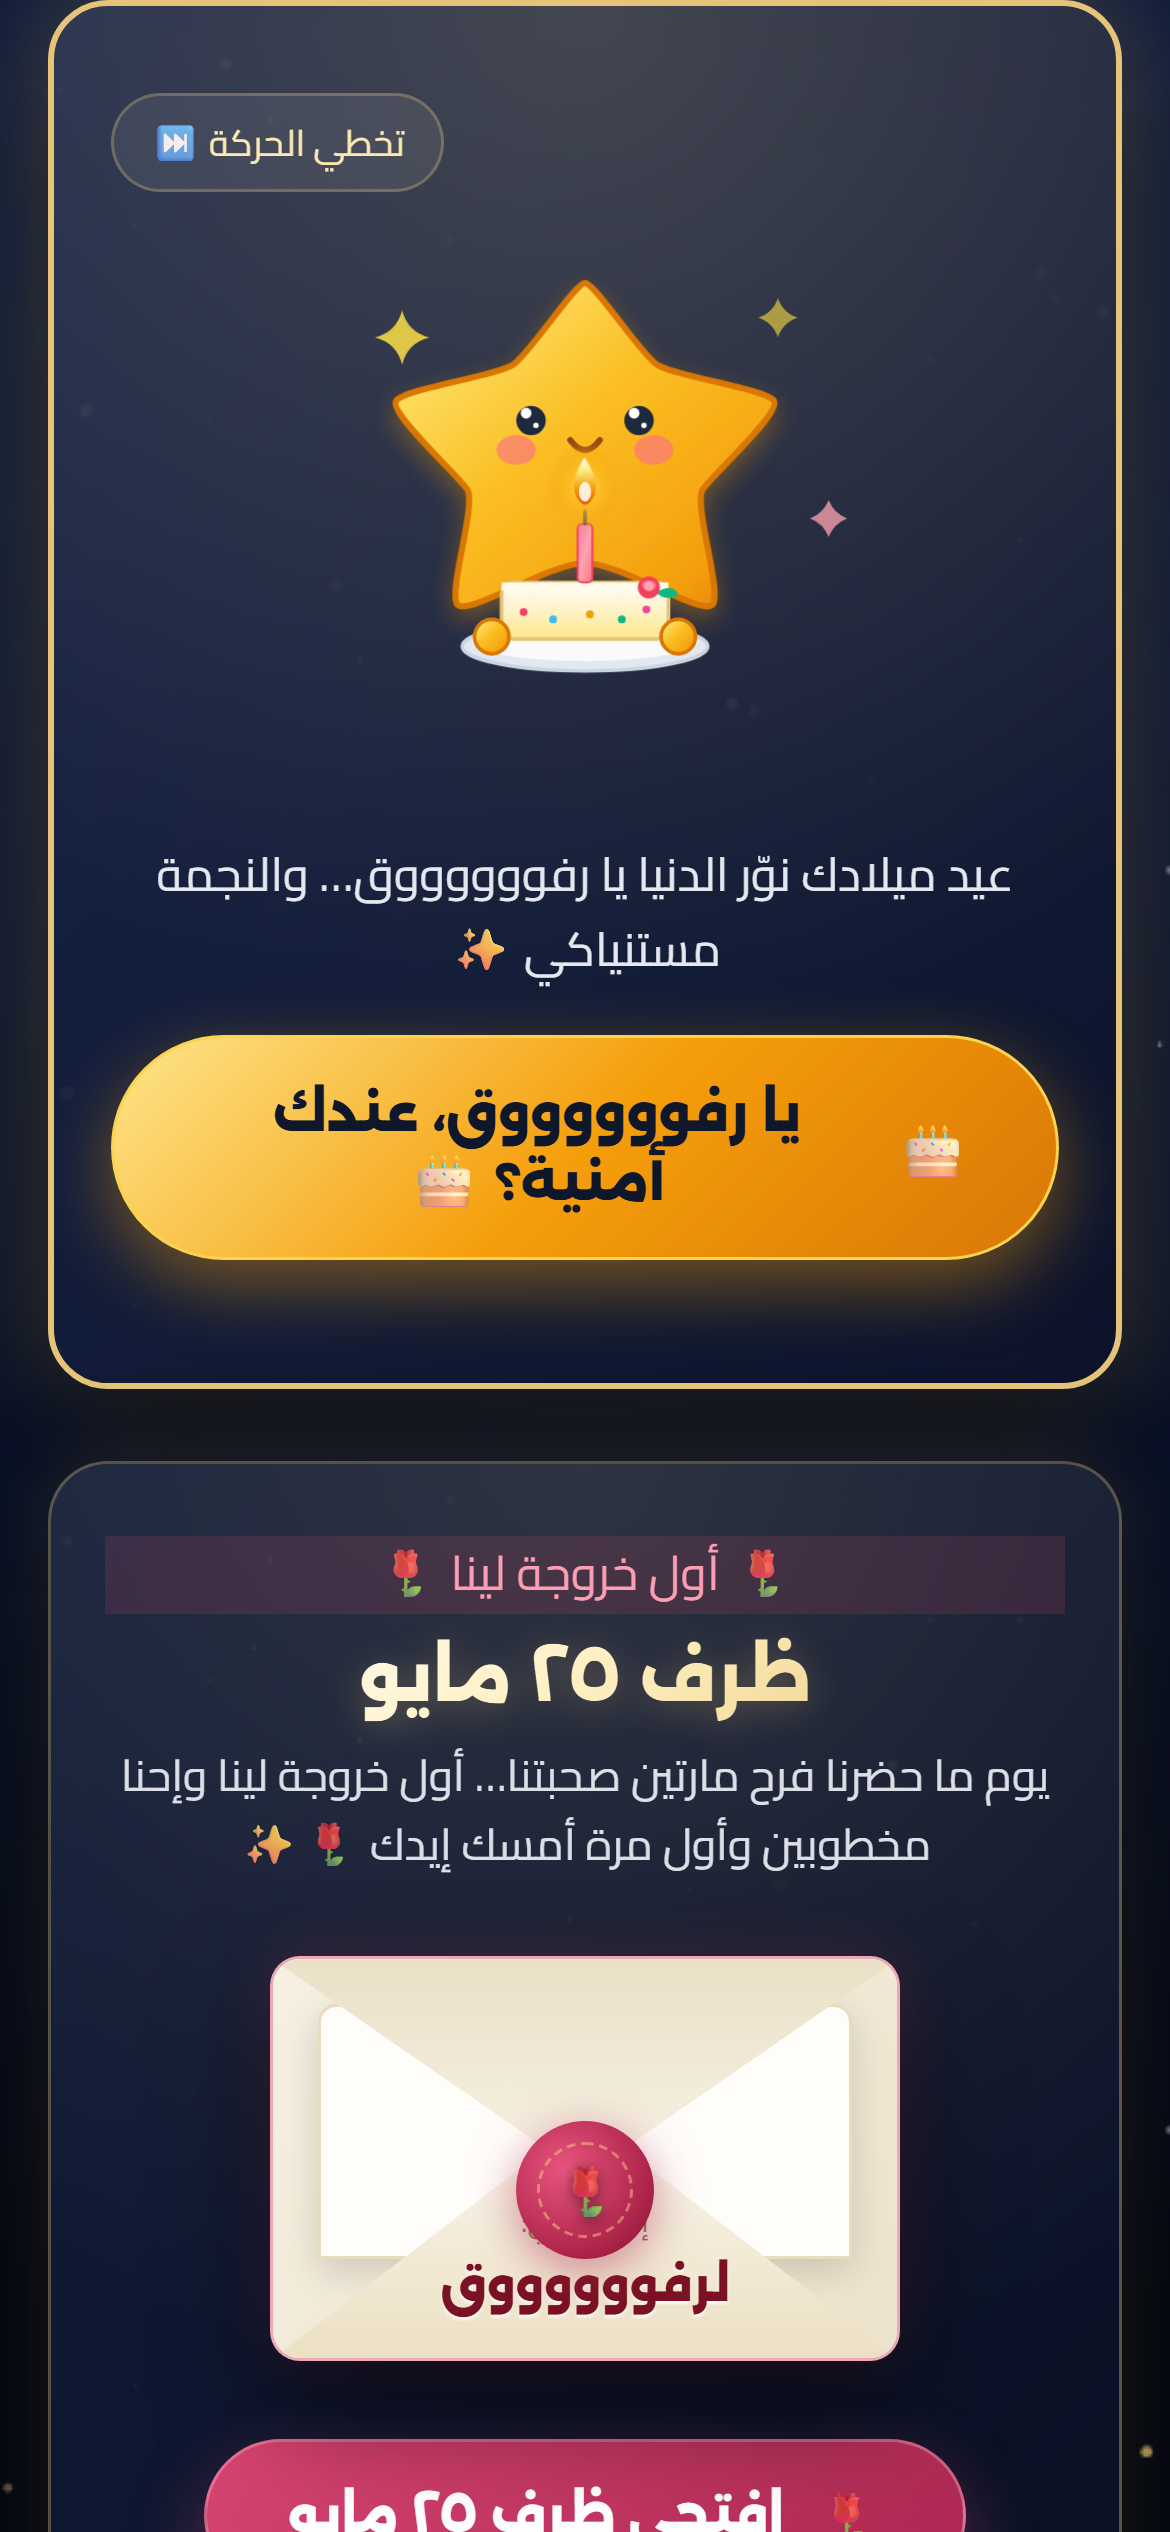 تخطي الحركة ⏭️
عيد ميلادك نوّر الدنيا يا رفوووووووق... والنجمة
مستنياكي ✨
🎂 يا رفوووووووق، عندك
أمنية؟ 🎂
🌹 أول خروجة لينا 🌹
ظرف ٢٥ مايو
يوم ما حضرنا فرح مارتين صحبتنا... أول خروجة لينا وإحنا
مخطوبين وأول مرة أمسك إيدك 🌹 ✨
لرفوووووووق
🌹 افتحي ظرف ٢٥ مايو